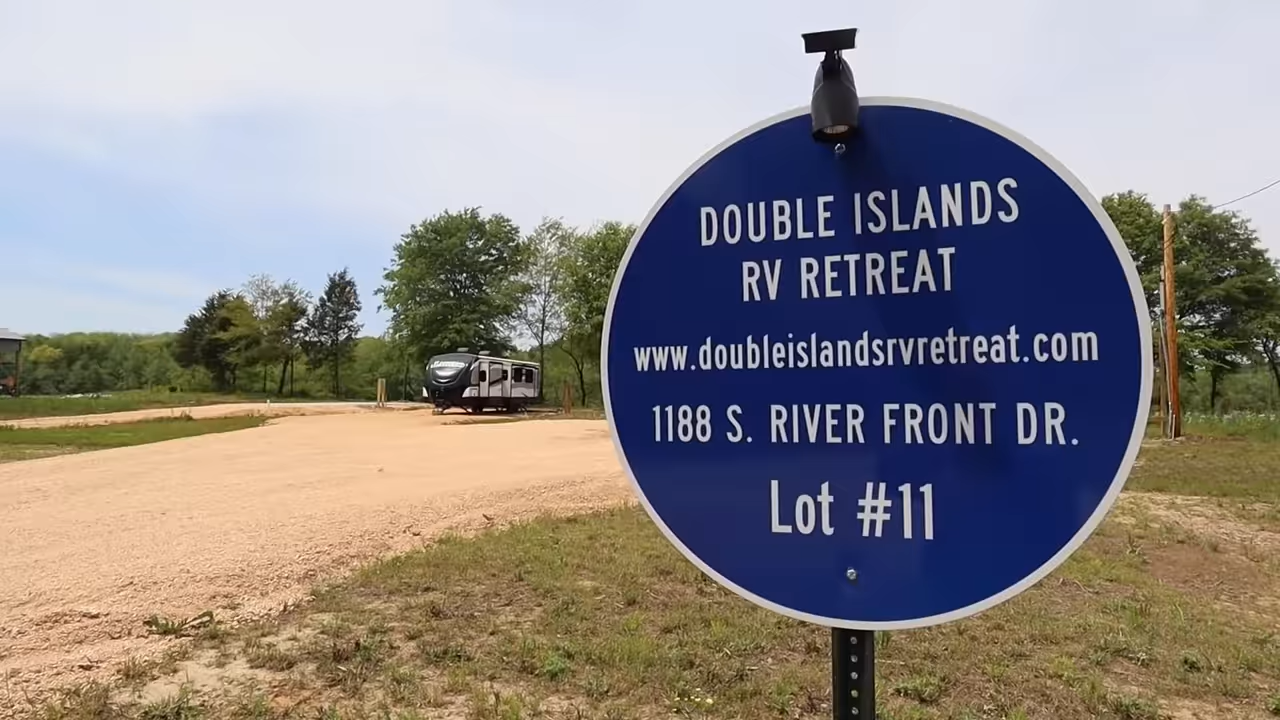 DOUBLE ISLANDS
RV RETREAT
www.doubleislandsrvretreat.com
1188 S. RIVER FRONT DR.
Lot #11